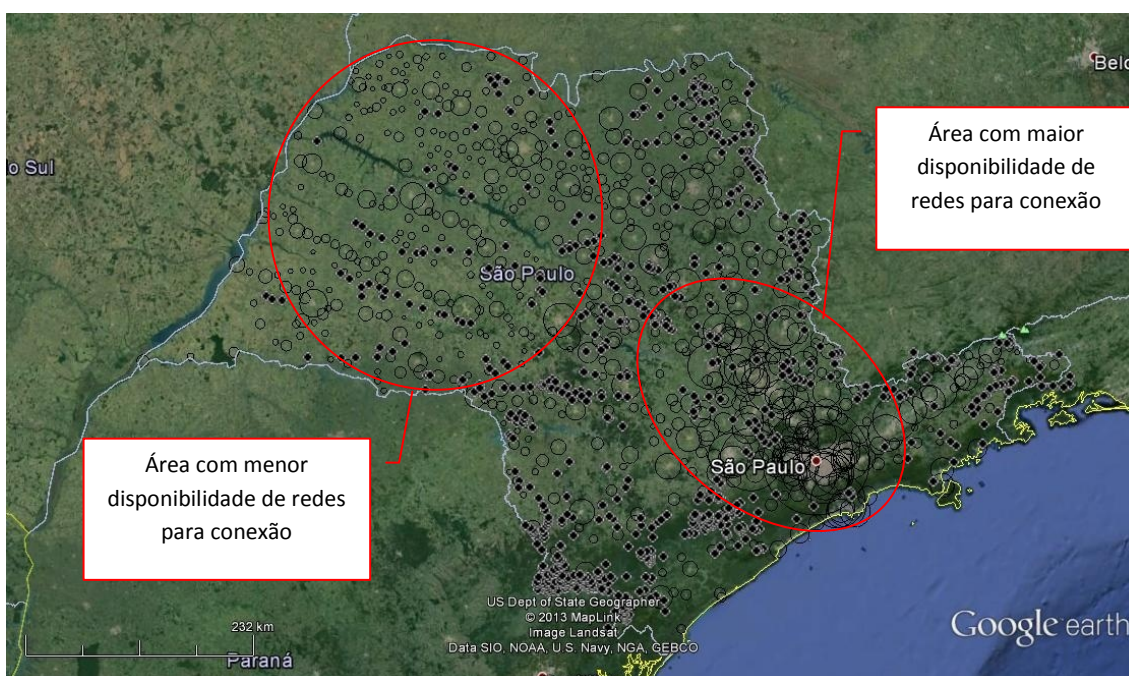 Belo
lo Sul
Área com maior
disponibilidade de
redes para conexão
São Paulo
São Paulo
Área com menor
disponibilidade de redes
para conexão
US Dept of State Geographer
© 2013 MapLink
Image Landsat
Data SIO, NOAA, U.S. Navy, NGA, GEBCO
232 km
Paraná
Google earth